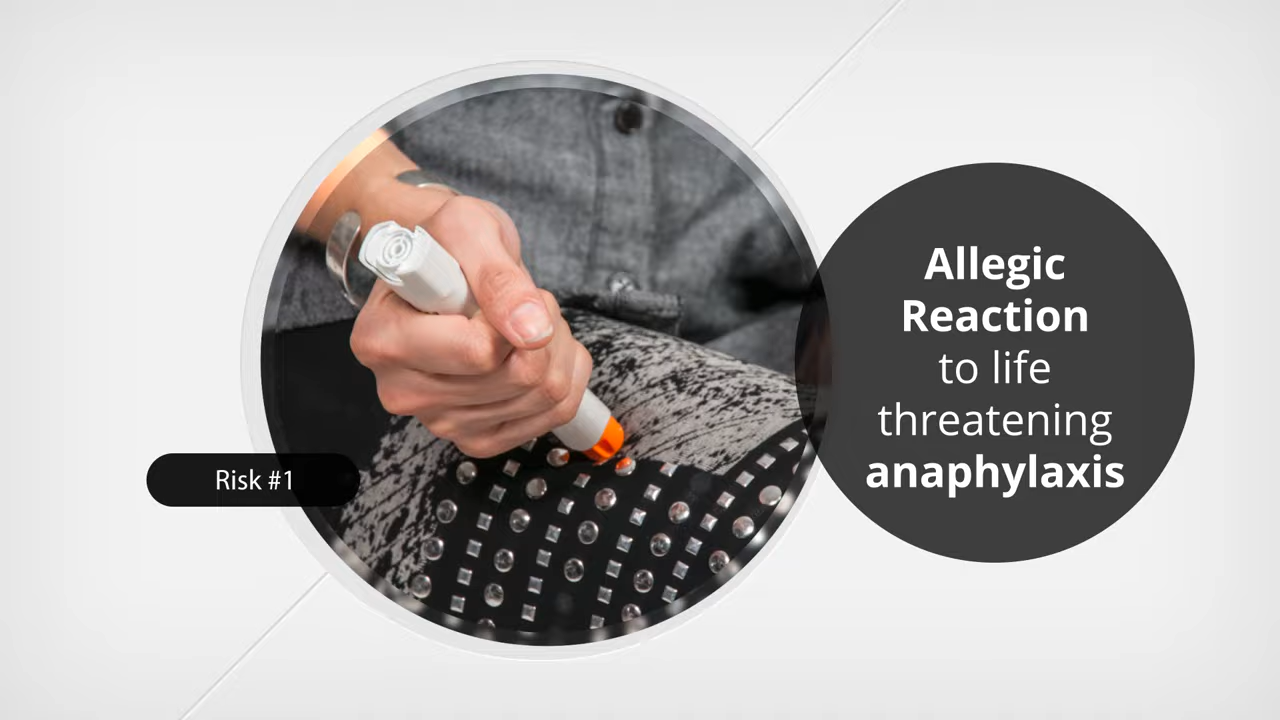 Risk #1
Allegic
Reaction
to life
threatening
anaphylaxis